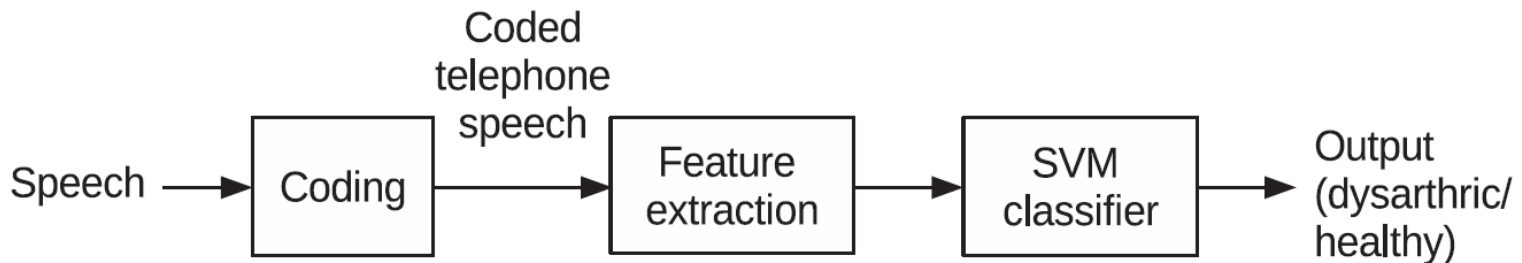 Speech
Coding
Coded
telephone
speech
Feature
extraction
SVM
classifier
Output
(dysarthric/
healthy)